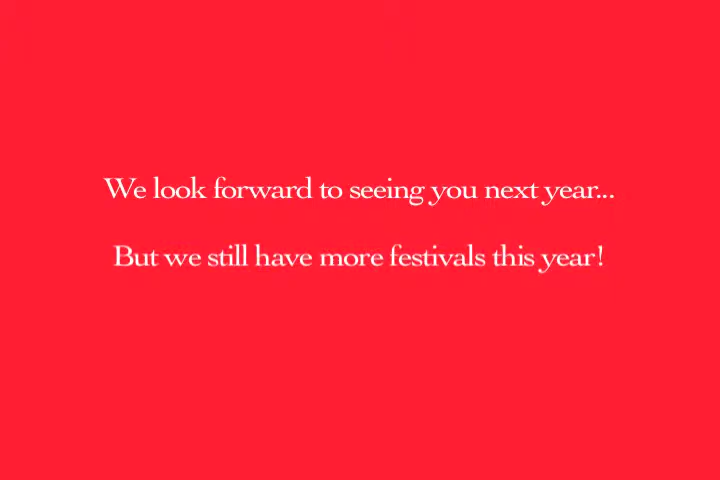 We look forward to seeing you next year...
But we still have more festivals this year!